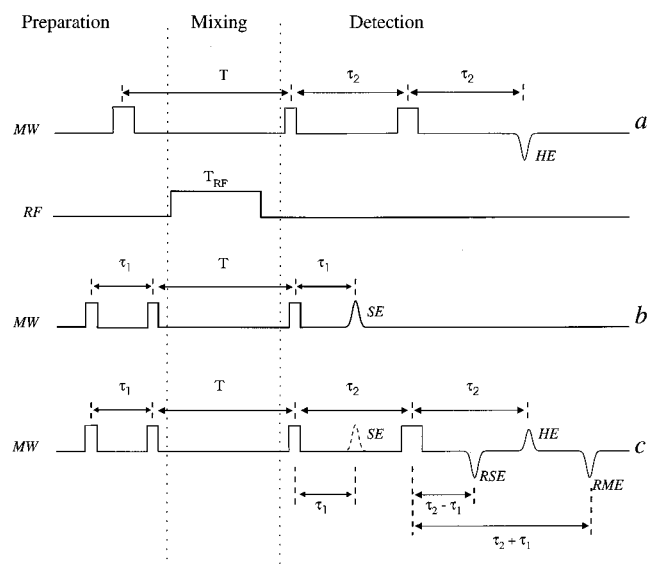 Preparation Mixing Detection
T τ₂ τ₂
MW a
HE
T_RF
RF
τ₁ T τ₁
SE
MW b
τ₁ T τ₂ τ₂
SE HE
MW c
RSE RME
τ₁ τ₂ - τ₁
τ₂ + τ₁